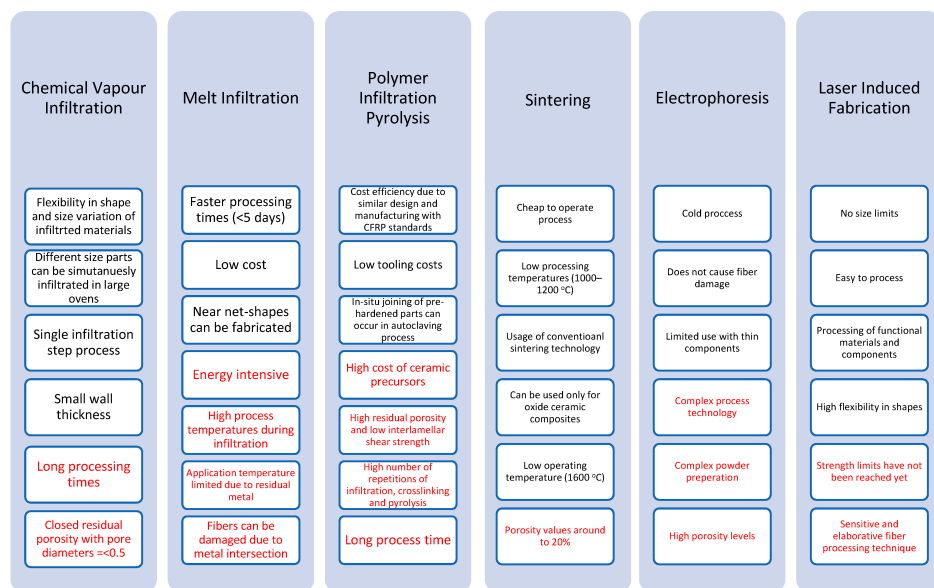 Chemical Vapour
Infiltration
Flexibility in shape
and size variation of
infiltrted materials
Different size parts
can be simutanuesly
infiltrated in large
ovens
Single infiltration
step process
Small wall
thickness
Long processing
times
Closed residual
porosity with pore
diameters =<0.5
Melt Infiltration
Faster processing
times (<5 days)
Low cost
Near net-shapes
can be fabricated
Energy intensive
High process
temperatures during
infiltration
Application temperature
limited due to residual
metal
Fibers can be
damaged due to
metal intersection
Polymer
Infiltration
Pyrolysis
Cost efficiency due to
similar design and
manufacturing with
CFRP standards
Low tooling costs
In-situ joining of pre-
hardened parts can
occur in autoclaving
process
High cost of ceramic
precursors
High residual porosity
and low interlamellar
shear strength
High number of
repetitions of
infiltration, crosslinking
and pyrolysis
Long process time
Sintering
Cheap to operate
process
Low processing
temperatures (1000–
1200 °C)
Usage of conventioanl
sintering technology
Can be used only for
oxide ceramic
composites
Low operating
temperature (1600 °C)
Porosity values around
to 20%
Electrophoresis
Cold proccess
Does not cause fiber
damage
Limited use with thin
components
Complex process
technology
Complex powder
preperation
High porosity levels
Laser Induced
Fabrication
No size limits
Easy to process
Processing of functional
materials and
components
High flexibility in shapes
Strength limits have not
been reached yet
Sensitive and
elaborative fiber
processing technique